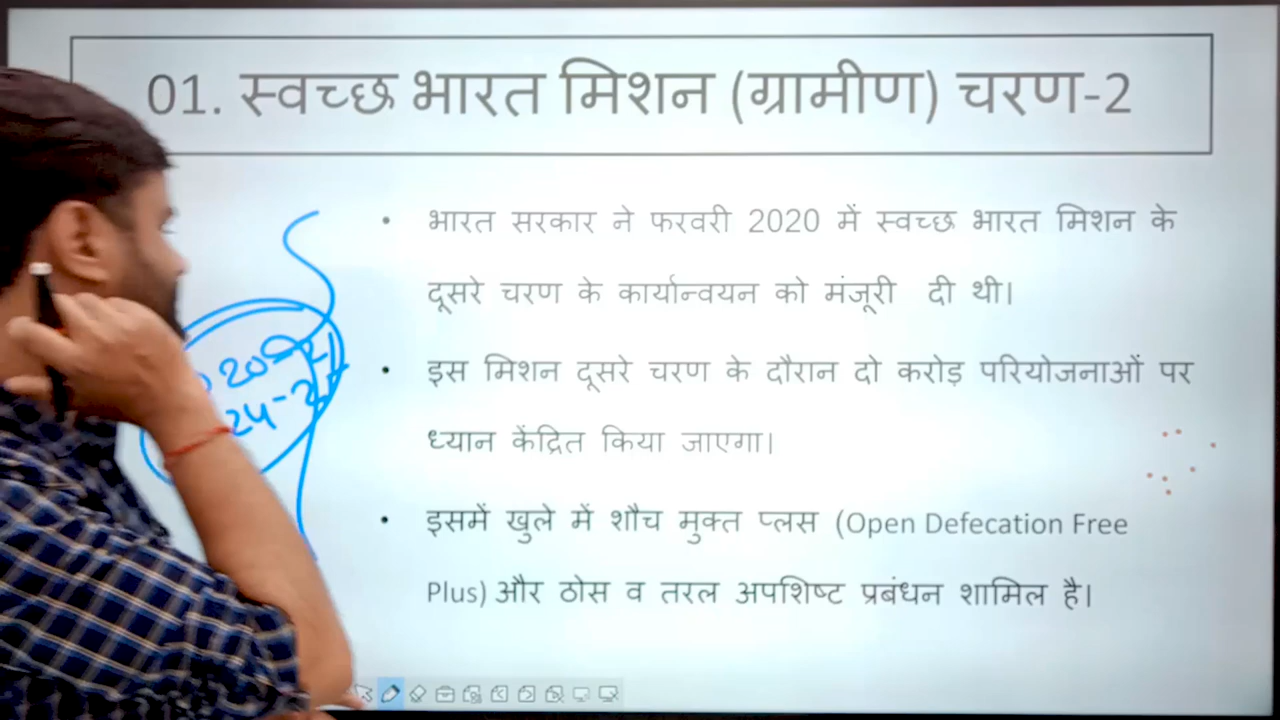 01. स्वच्छ भारत मिशन (ग्रामीण) चरण-2
• भारत सरकार ने फरवरी 2020 में स्वच्छ भारत मिशन के
दूसरे चरण के कार्यान्वयन को मंजूरी दी थी।
• इस मिशन दूसरे चरण के दौरान दो करोड़ परियोजनाओं पर
ध्यान केंद्रित किया जाएगा।
• इसमें खुले में शौच मुक्त प्लस (Open Defecation Free
Plus) और ठोस व तरल अपशिष्ट प्रबंधन शामिल है।